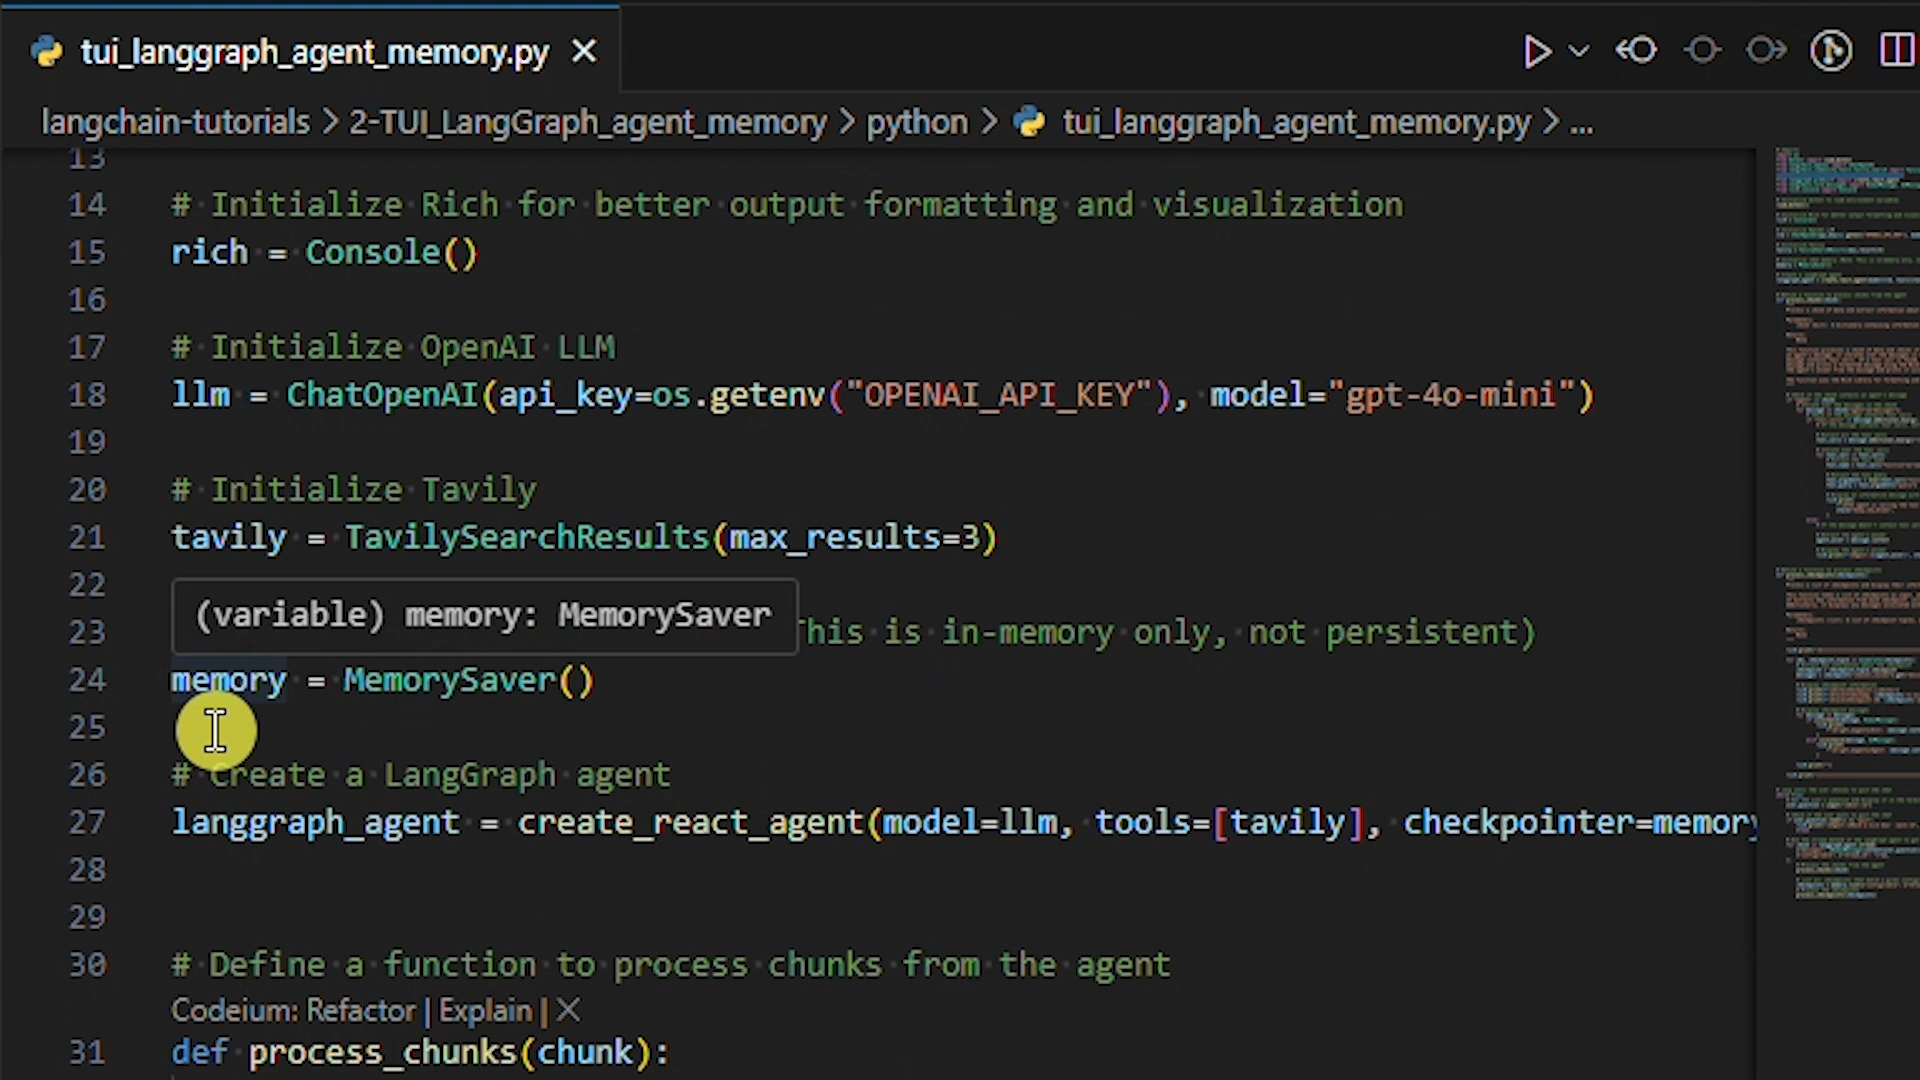 tui_langgraph_agent_memory.py
langchain-tutorials > 2-TUI_LangGraph_agent_memory > python > tui_langgraph_agent_memory.py > ...
13
14 # Initialize Rich for better output formatting and visualization
15 rich = Console()
16
17 # Initialize OpenAI LLM
18 llm = ChatOpenAI(api_key=os.getenv("OPENAI_API_KEY"), model="gpt-4o-mini")
19
20 # Initialize Tavily
21 tavily = TavilySearchResults(max_results=3)
22
(variable) memory: MemorySaver
23 This is in-memory only, not persistent)
24 memory = MemorySaver()
25
26 # Create a LangGraph agent
27 langgraph_agent = create_react_agent(model=llm, tools=[tavily], checkpointer=memory
28
29
30 # Define a function to process chunks from the agent
Codeium: Refactor | Explain | X
31 def process_chunks(chunk):